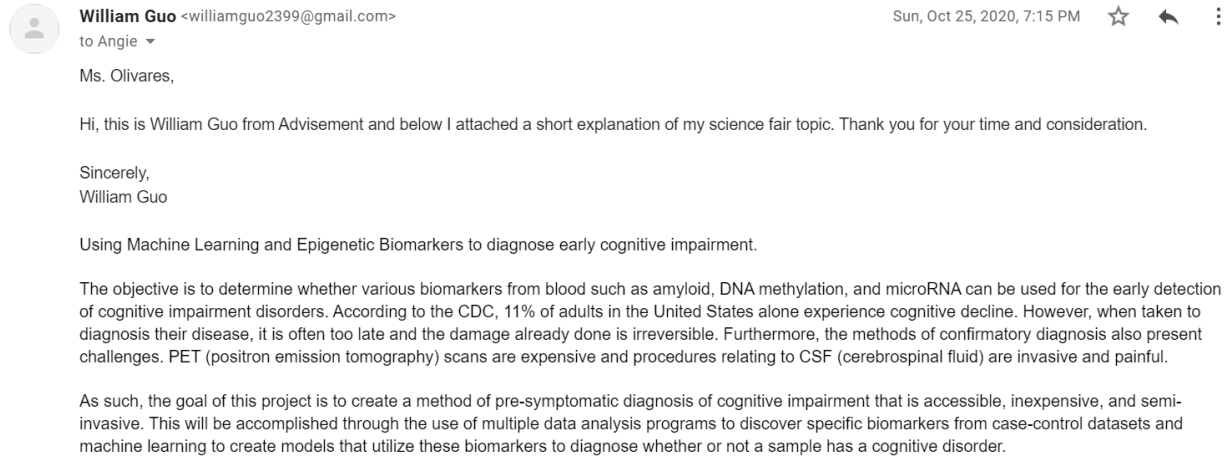 William Guo <williamguo2399@gmail.com> Sun, Oct 25, 2020, 7:15 PM
to Angie
Ms. Olivares,
Hi, this is William Guo from Advisement and below I attached a short explanation of my science fair topic. Thank you for your time and consideration.
Sincerely,
William Guo
Using Machine Learning and Epigenetic Biomarkers to diagnose early cognitive impairment.
The objective is to determine whether various biomarkers from blood such as amyloid, DNA methylation, and microRNA can be used for the early detection
of cognitive impairment disorders. According to the CDC, 11% of adults in the United States alone experience cognitive decline. However, when taken to
diagnosis their disease, it is often too late and the damage already done is irreversible. Furthermore, the methods of confirmatory diagnosis also present
challenges. PET (positron emission tomography) scans are expensive and procedures relating to CSF (cerebrospinal fluid) are invasive and painful.
As such, the goal of this project is to create a method of pre-symptomatic diagnosis of cognitive impairment that is accessible, inexpensive, and semi-
invasive. This will be accomplished through the use of multiple data analysis programs to discover specific biomarkers from case-control datasets and
machine learning to create models that utilize these biomarkers to diagnose whether or not a sample has a cognitive disorder.